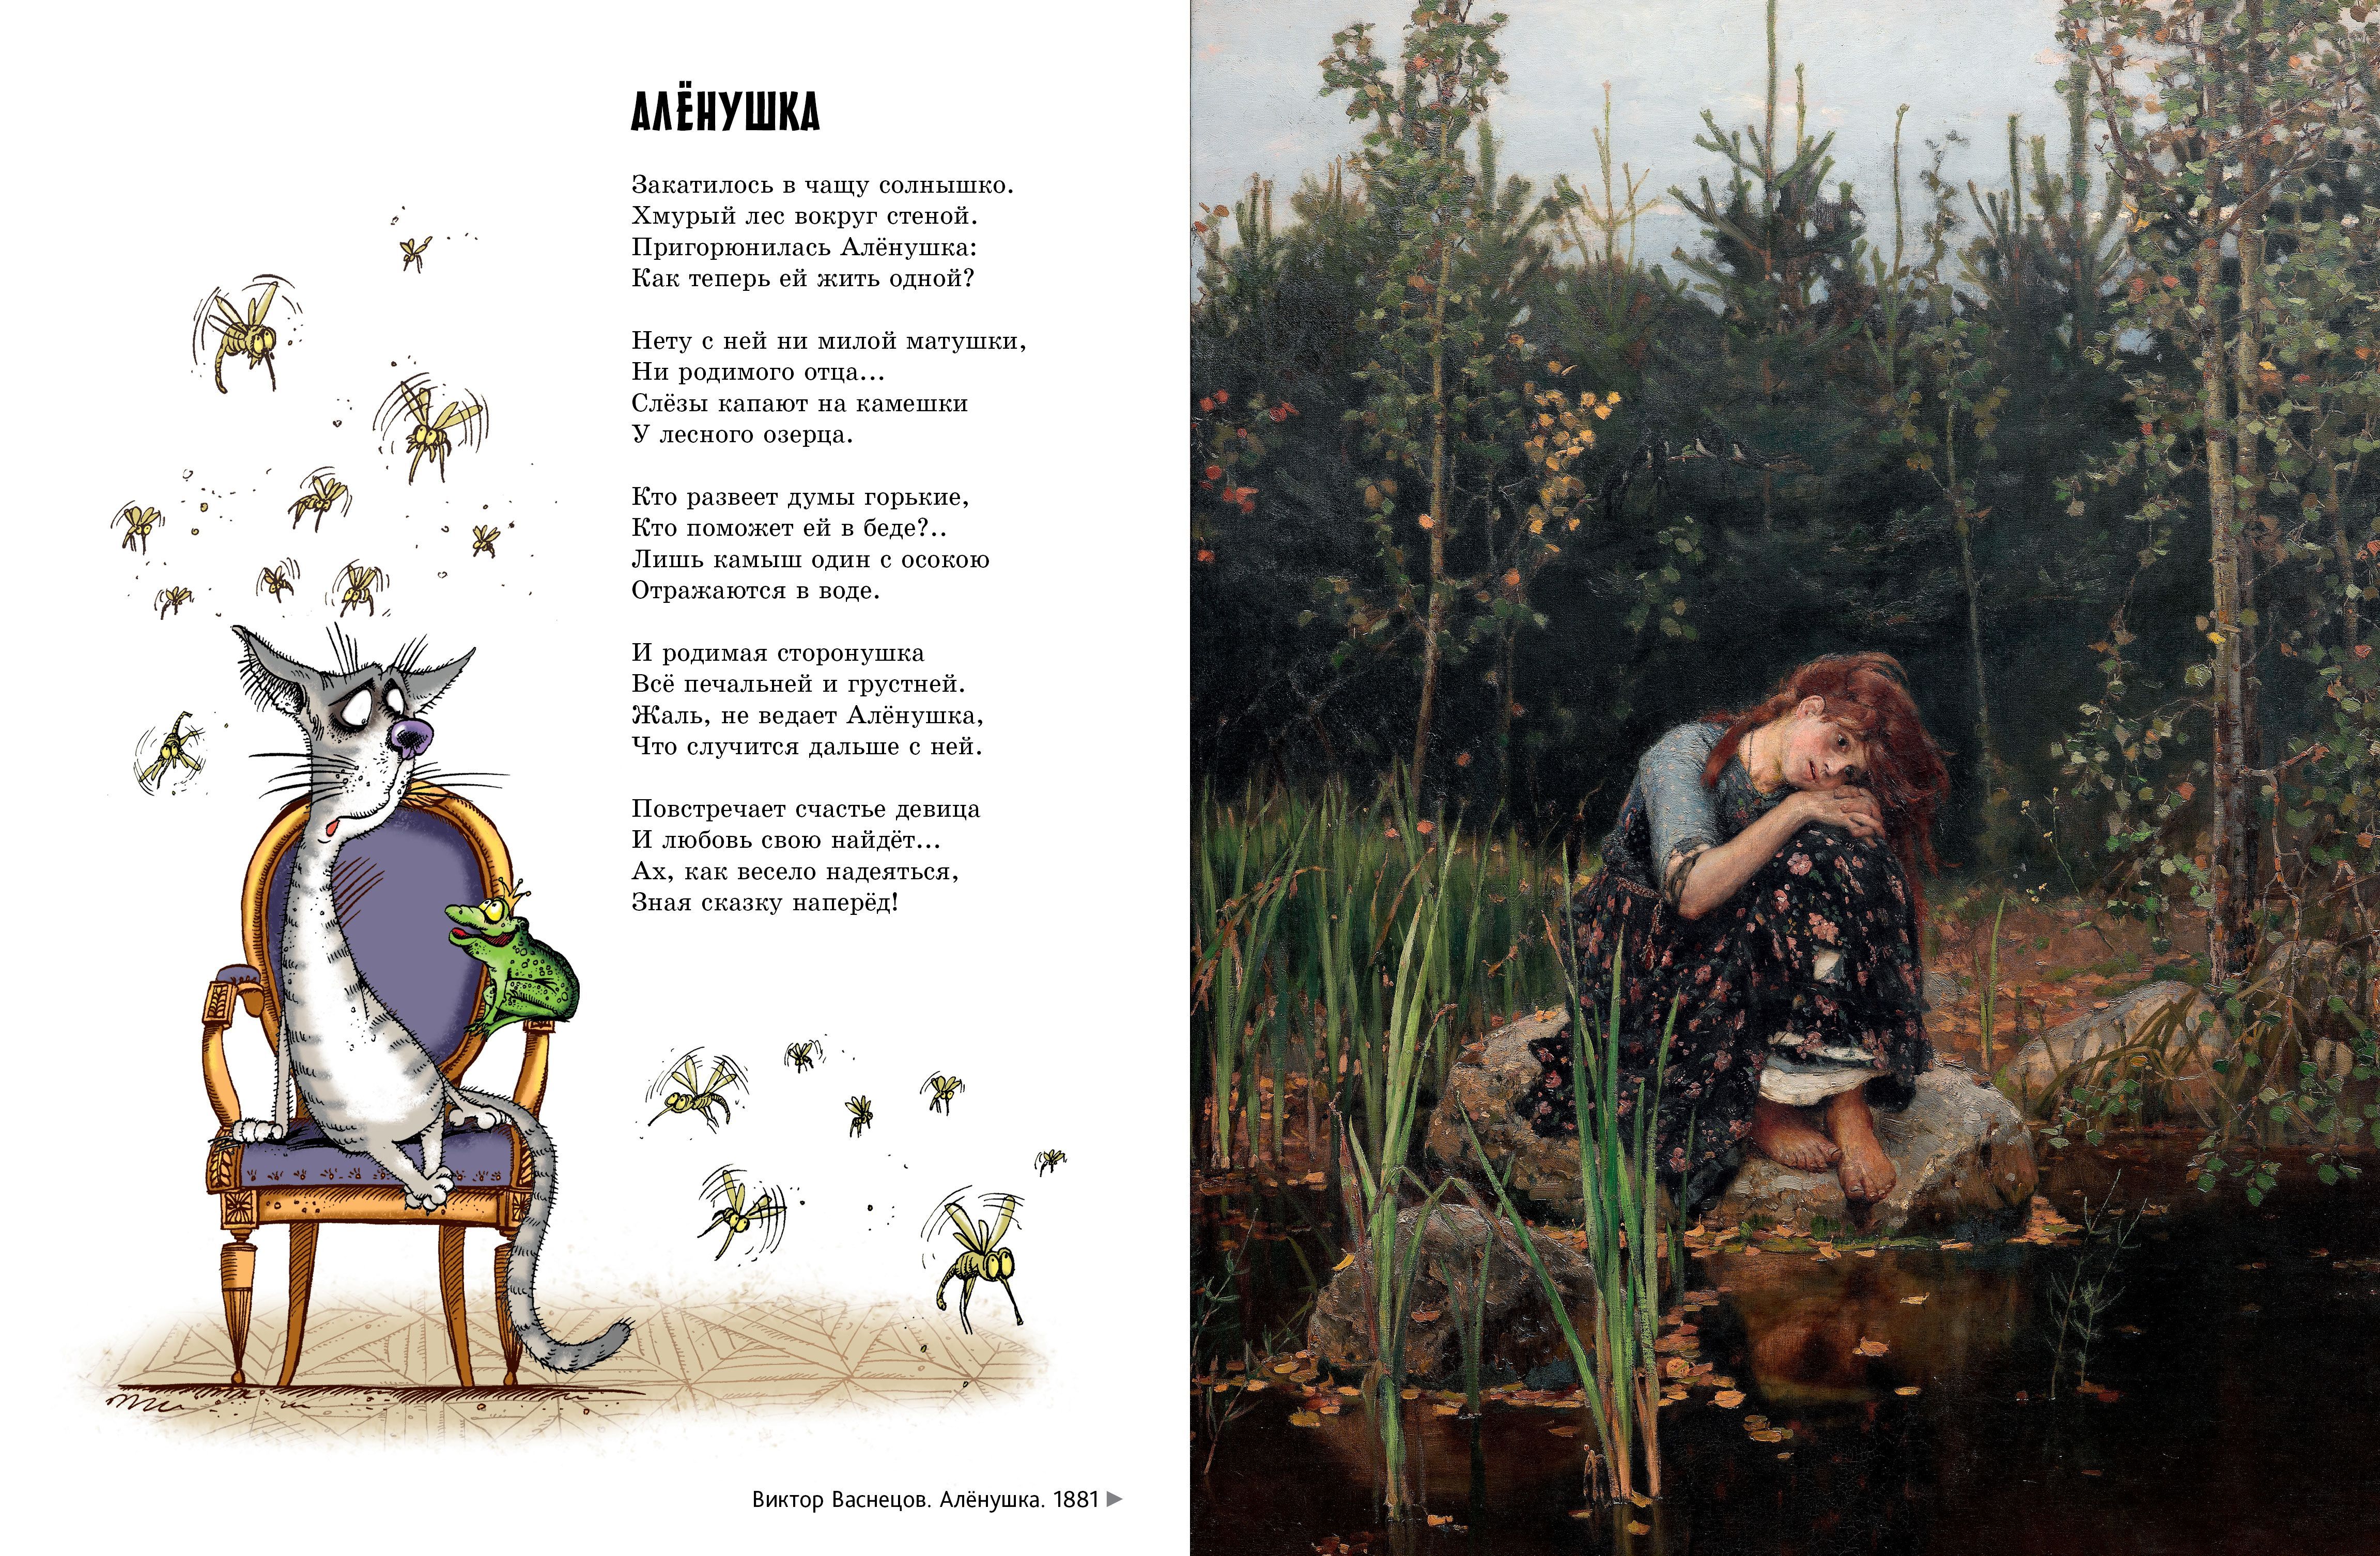 АЛЁНУШКА
Закатилось в чащу солнышко.
Хмурый лес вокруг стеной.
Пригорюнилась Алёнушка:
Как теперь ей жить одной?
Нету с ней ни милой матушки,
Ни родимого отца...
Слёзы капают на камешки
У лесного озерца.
Кто развеет думы горькие,
Кто поможет ей в беде?..
Лишь камыш один с осокою
Отражаются в воде.
И родимая сторонушка
Всё печальней и грустней.
Жаль, не ведает Алёнушка,
Что случится дальше с ней.
Повстречает счастье девица
И любовь свою найдёт...
Ах, как весело надеяться,
Зная сказку наперёд!
Виктор Васнецов. Алёнушка. 1881